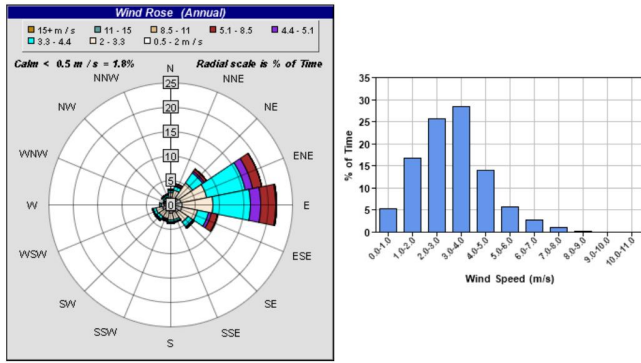 Wind Rose (Annual)
15+ m / s 11 - 15 8.5 - 11 5.1 - 8.5 4.4 - 5.1
3.3 - 4.4 2 - 3.3 0.5 - 2 m / s
Calm < 0.5 m / s = 1.8% Radial scale is % of Time
N
NNW NNE
NW NE
WNW ENE
W E
WSW ESE
SW SE
SSW SSE
S
25
20
15
10
5
0
% of Time
35
30
25
20
15
10
5
0
0.0-1.0 1.0-2.0 2.0-3.0 3.0-4.0 4.0-5.0 5.0-6.0 6.0-7.0 7.0-8.0 8.0-9.0 9.0-10.0 10.0-11.0
Wind Speed (m/s)